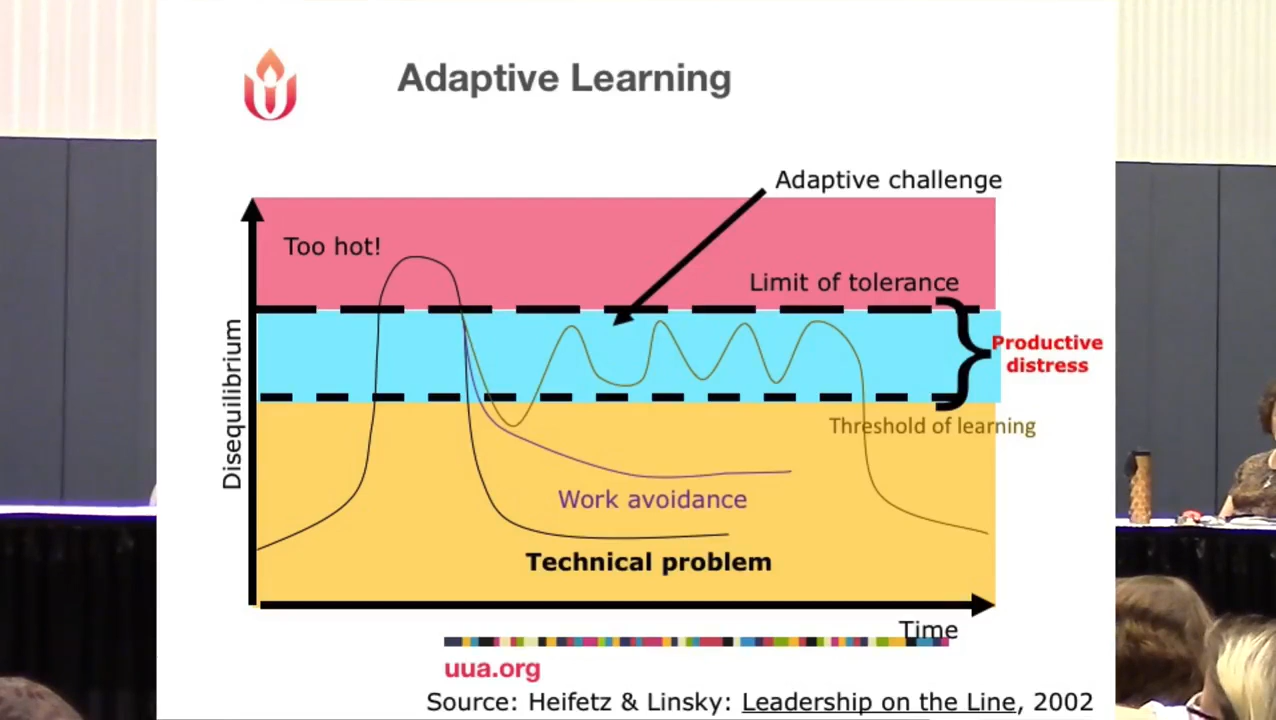 Adaptive Learning
Adaptive challenge
Too hot!
Limit of tolerance
Productive
distress
Disequilibrium
Threshold of learning
Work avoidance
Technical problem
Time
uua.org
Source: Heifetz & Linsky: Leadership on the Line, 2002